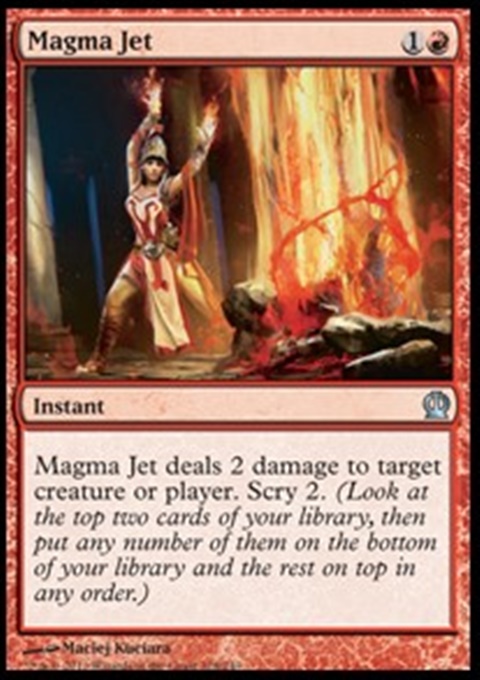 Magma Jet 1
Instant
Magma Jet deals 2 damage to target
creature or player. Scry 2. (Look at
the top two cards of your library, then
put any number of them on the bottom
of your library and the rest on top in
any order.)
Maciej Kuciara